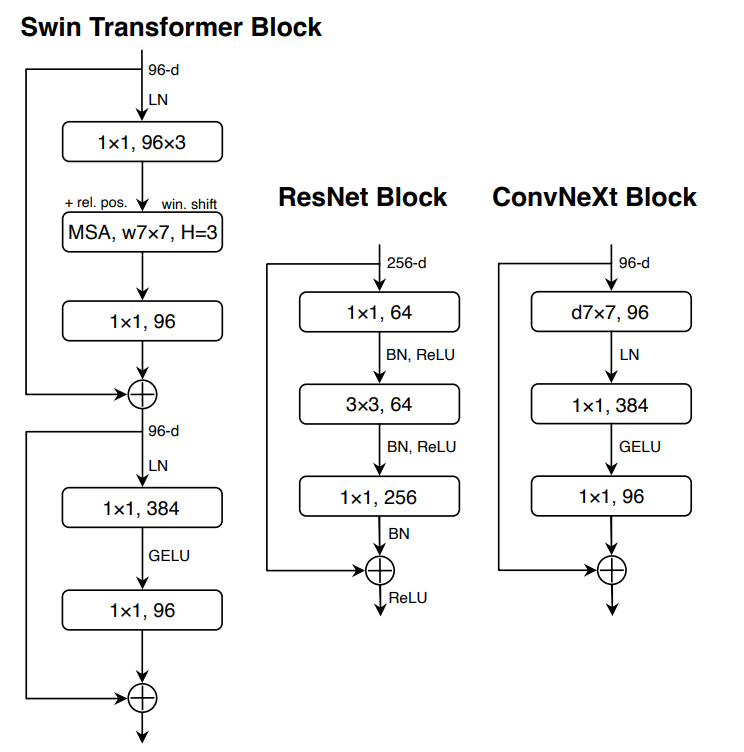 Swin Transformer Block
96-d
LN
1×1, 96×3
+ rel. pos. win. shift
MSA, w7×7, H=3
1×1, 96
96-d
LN
1×1, 384
GELU
1×1, 96
ResNet Block
256-d
1×1, 64
BN, ReLU
3×3, 64
BN, ReLU
1×1, 256
BN
ReLU
ConvNeXt Block
96-d
d7×7, 96
LN
1×1, 384
GELU
1×1, 96